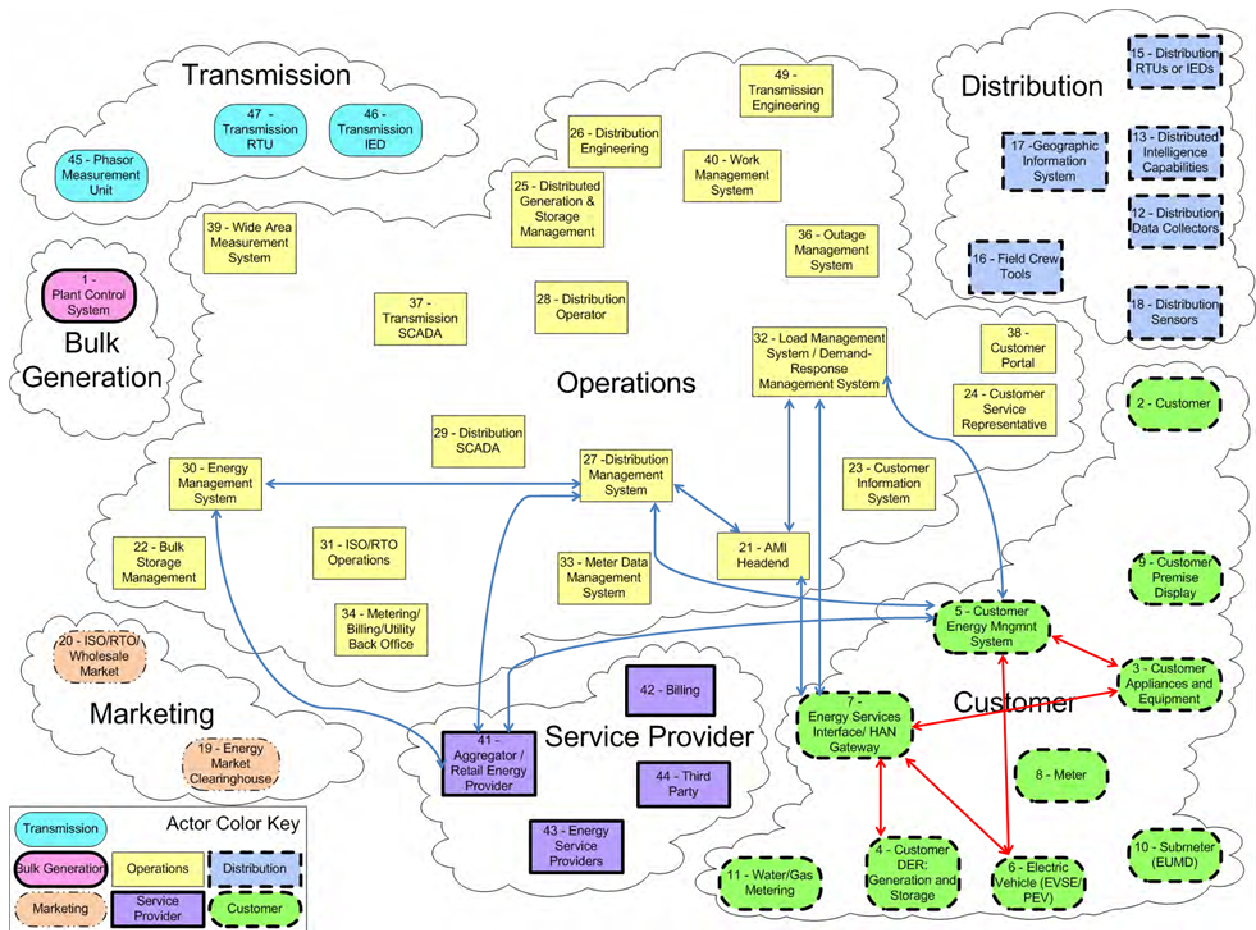 Transmission
47 -
Transmission
RTU
46 -
Transmission
IED
45 - Phasor
Measurement
Unit
49 -
Transmission
Engineering
26 - Distribution
Engineering
40 - Work
Management
System
25 - Distributed
Generation &
Storage
Management
39 - Wide Area
Measurement
System
36 - Outage
Management
System
Distribution
15 - Distribution
RTUs or IEDs
17 -Geographic
Information
System
13 - Distributed
Intelligence
Capabilities
12 - Distribution
Data Collectors
16 - Field Crew
Tools
18 - Distribution
Sensors
1 -
Plant Control
System
Bulk
Generation
37 -
Transmission
SCADA
28 - Distribution
Operator
32 - Load Management
System / Demand-
Response
Management System
38 -
Customer
Portal
Operations
24 - Customer
Service
Representative
2 - Customer
29 - Distribution
SCADA
30 - Energy
Management
System
27 -Distribution
Management
System
23 - Customer
Information
System
22 - Bulk
Storage
Management
31 - ISO/RTO
Operations
33 - Meter Data
Management
System
21 - AMI
Headend
34 - Metering/
Billing/Utility
Back Office
9 - Customer
Premise
Display
5 - Customer
Energy Mngmnt
System
20 - ISO/RTO/
Wholesale
Market
Marketing
19 - Energy
Market
Clearinghouse
42 - Billing
Service Provider
41 -
Aggregator /
Retail Energy
Provider
44 - Third
Party
43 - Energy
Service
Providers
3 - Customer
Appliances and
Equipment
Customer
7 -
Energy Services
Interface/ HAN
Gateway
8 - Meter
11 - Water/Gas
Metering
4 - Customer
DER:
Generation and
Storage
6 - Electric
Vehicle (EVSE/
PEV)
10 - Submeter
(EUMD)
Actor Color Key
Transmission
Bulk Generation
Operations
Distribution
Marketing
Service
Provider
Customer